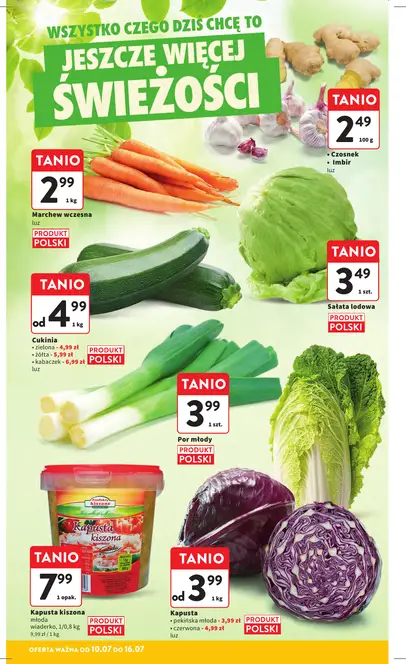 WSZYSTKO CZEGO DZIŚ CHCĘ TO
JESZCZE WIĘCEJ
ŚWIEŻOŚCI
TANIO
2 49
100 g
• Czosnek
• Imbir
luz
TANIO
2 99
1 kg
Marchew wczesna
luz
PRODUKT
POLSKI
TANIO
3 49
1 szt.
Sałata lodowa
PRODUKT
POLSKI
TANIO
od 4 99
1 kg
Cukinia
• zielona - 4,99 zł
• żółta - 5,99 zł
• kabaczek - 6,99 zł
luz
PRODUKT
POLSKI
TANIO
3 99
1 szt.
Por młody
PRODUKT
POLSKI
Kapusta
kiszona
TANIO
7 99
1 opak.
Kapusta kiszona
młoda
wiaderko, 1/0,8 kg
9,99 zł / 1 kg
PRODUKT
POLSKI
TANIO
od 3 99
1 kg
Kapusta
• pekińska młoda - 3,99 zł
• czerwona - 4,99 zł
luz
PRODUKT
POLSKI
OFERTA WAŻNA OD 10.07 DO 16.07